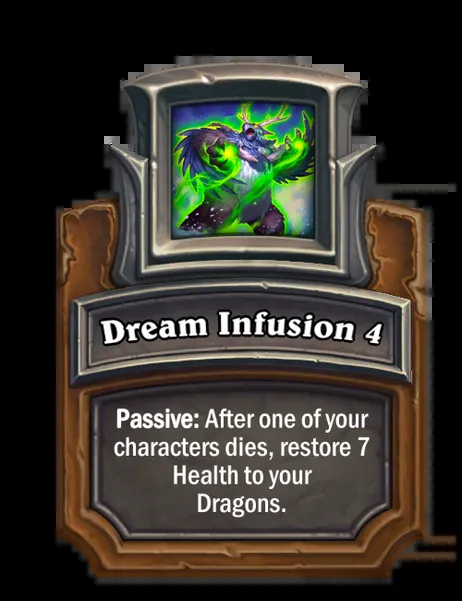 Dream Infusion 4
Passive: After one of your
characters dies, restore 7
Health to your
Dragons.